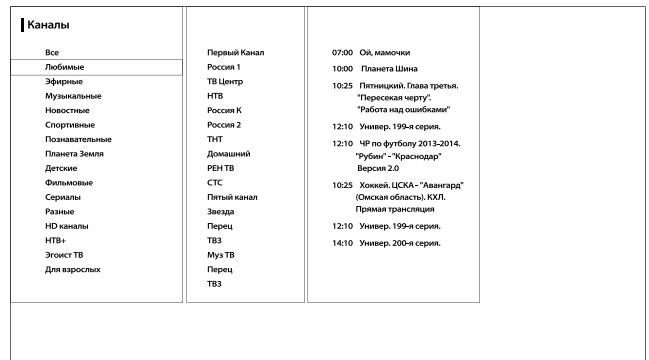 Каналы
Все
Любимые
Эфирные
Музыкальные
Новостные
Спортивные
Познавательные
Планета Земля
Детские
Фильмовые
Сериалы
Разные
HD каналы
НТВ+
Эгоист ТВ
Для взрослых
Первый Канал
Россия 1
ТВ Центр
НТВ
Россия К
Россия 2
ТНТ
Домашний
РЕН ТВ
СТС
Пятый канал
Звезда
Перец
ТВ3
Муз ТВ
Перец
ТВ3
07:00 Ой, мамочки
10:00 Планета Шина
10:25 Пятницкий. Глава третья.
"Пересекая черту".
"Работа над ошибками"
12:10 Универ. 199-я серия.
12:10 ЧР по футболу 2013-2014.
"Рубин" - "Краснодар"
Версия 2.0
10:25 Хоккей. ЦСКА - "Авангард"
(Омская область). КХЛ.
Прямая трансляция
12:10 Универ. 199-я серия.
14:10 Универ. 200-я серия.